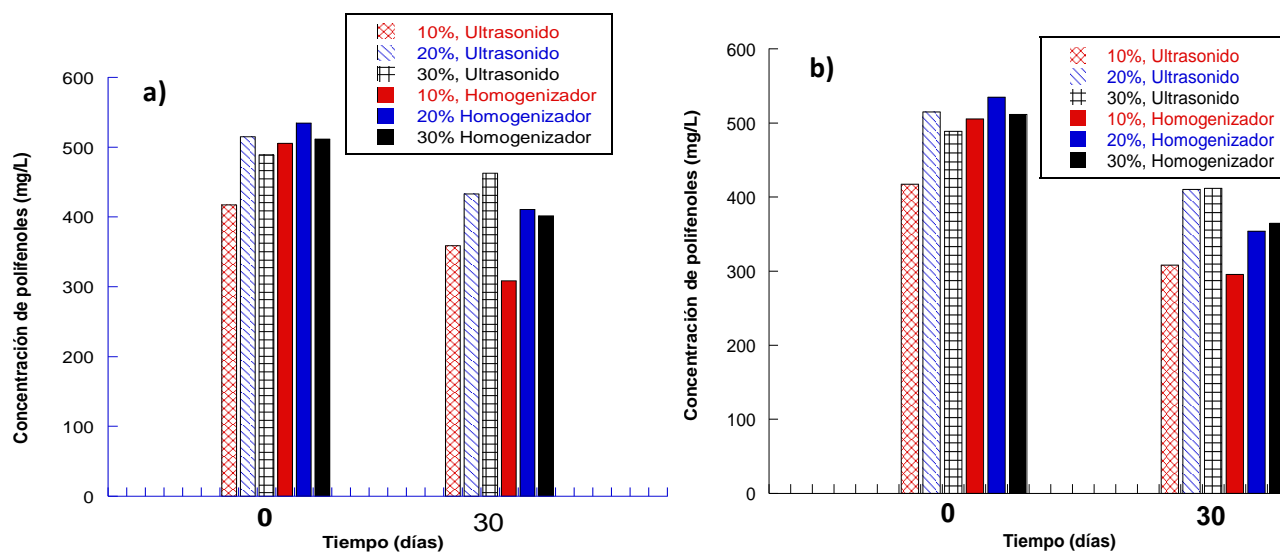 a)
10%, Ultrasonido
20%, Ultrasonido
30%, Ultrasonido
10%, Homogenizador
20% Homogenizador
30% Homogenizador
600
500
400
300
200
100
0
Concentración de polifenoles (mg/L)
0
30
Tiempo (días)
b)
10%, Ultrasonido
20%, Ultrasonido
30%, Ultrasonido
10%, Homogenizador
20%, Homogenizador
30%, Homogenizador
600
500
400
300
200
100
0
Concentración de polifenoles (mg/L)
0
30
Tiempo (días)